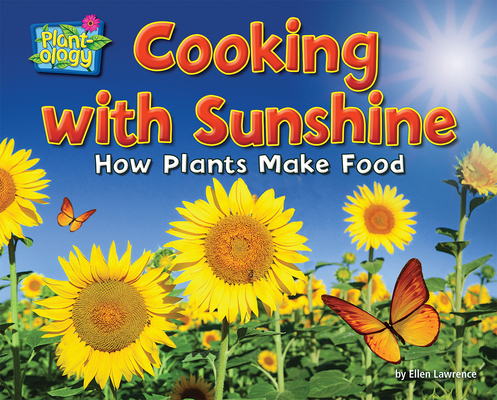 Plant-
ology
Cooking
with Sunshine
How Plants Make Food
by Ellen Lawrence